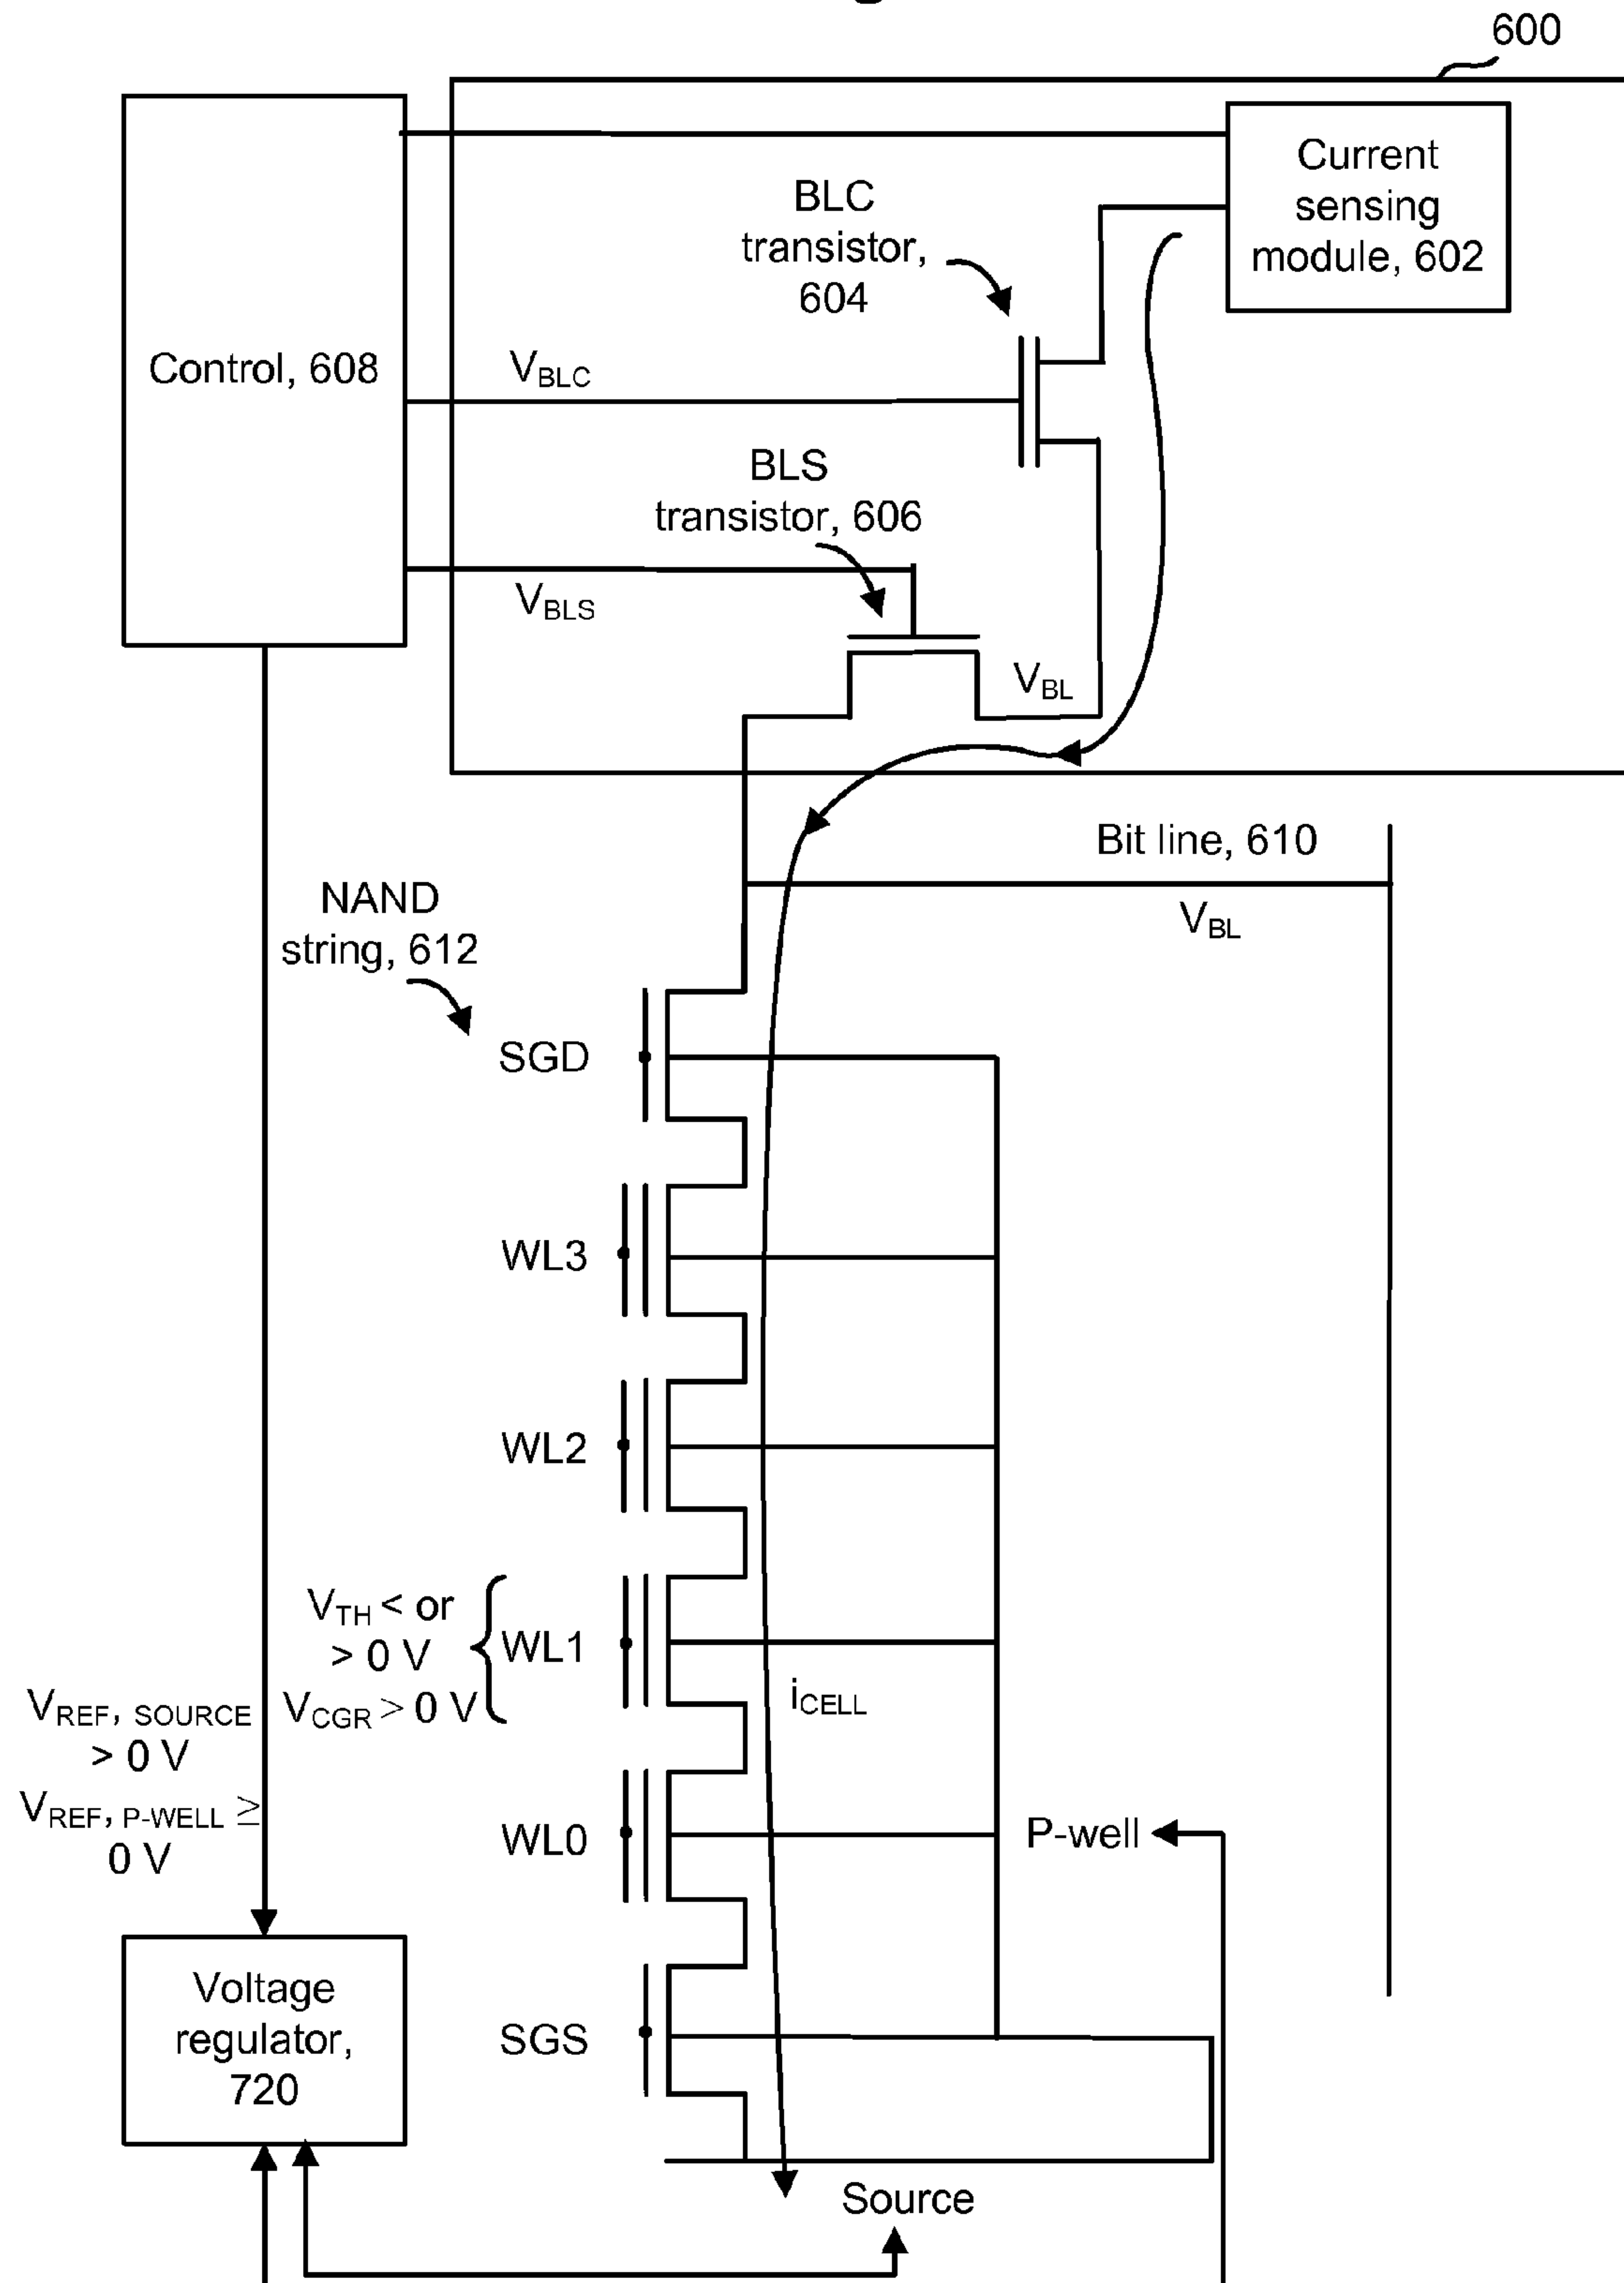 600
Current
sensing
module, 602
BLC
transistor,
604
Control, 608
VBLC
BLS
transistor, 606
VBLS
VBL
Bit line, 610
VBL
NAND
string, 612
SGD
WL3
WL2
VTH < or
> 0 V
VCGR > 0 V
WL1
iCELL
VREF, SOURCE
> 0 V
VREF, P-WELL ≥
0 V
WL0
P-well
Voltage
regulator,
720
SGS
Source